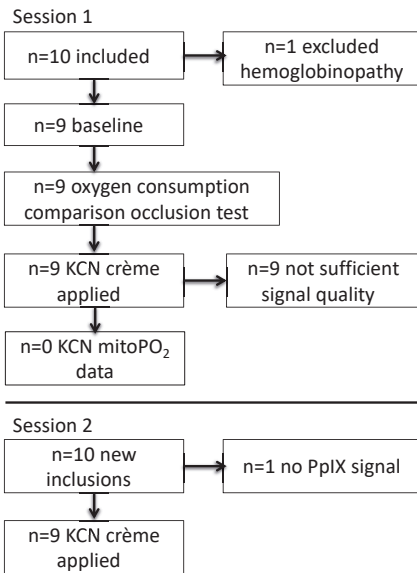 Session 1
n=10 included
n=1 excluded
hemoglobinopathy
n=9 baseline
n=9 oxygen consumption
comparison occlusion test
n=9 KCN crème
applied
n=9 not sufficient
signal quality
n=0 KCN mitoPO₂
data
Session 2
n=10 new
inclusions
n=1 no PpIX signal
n=9 KCN crème
applied